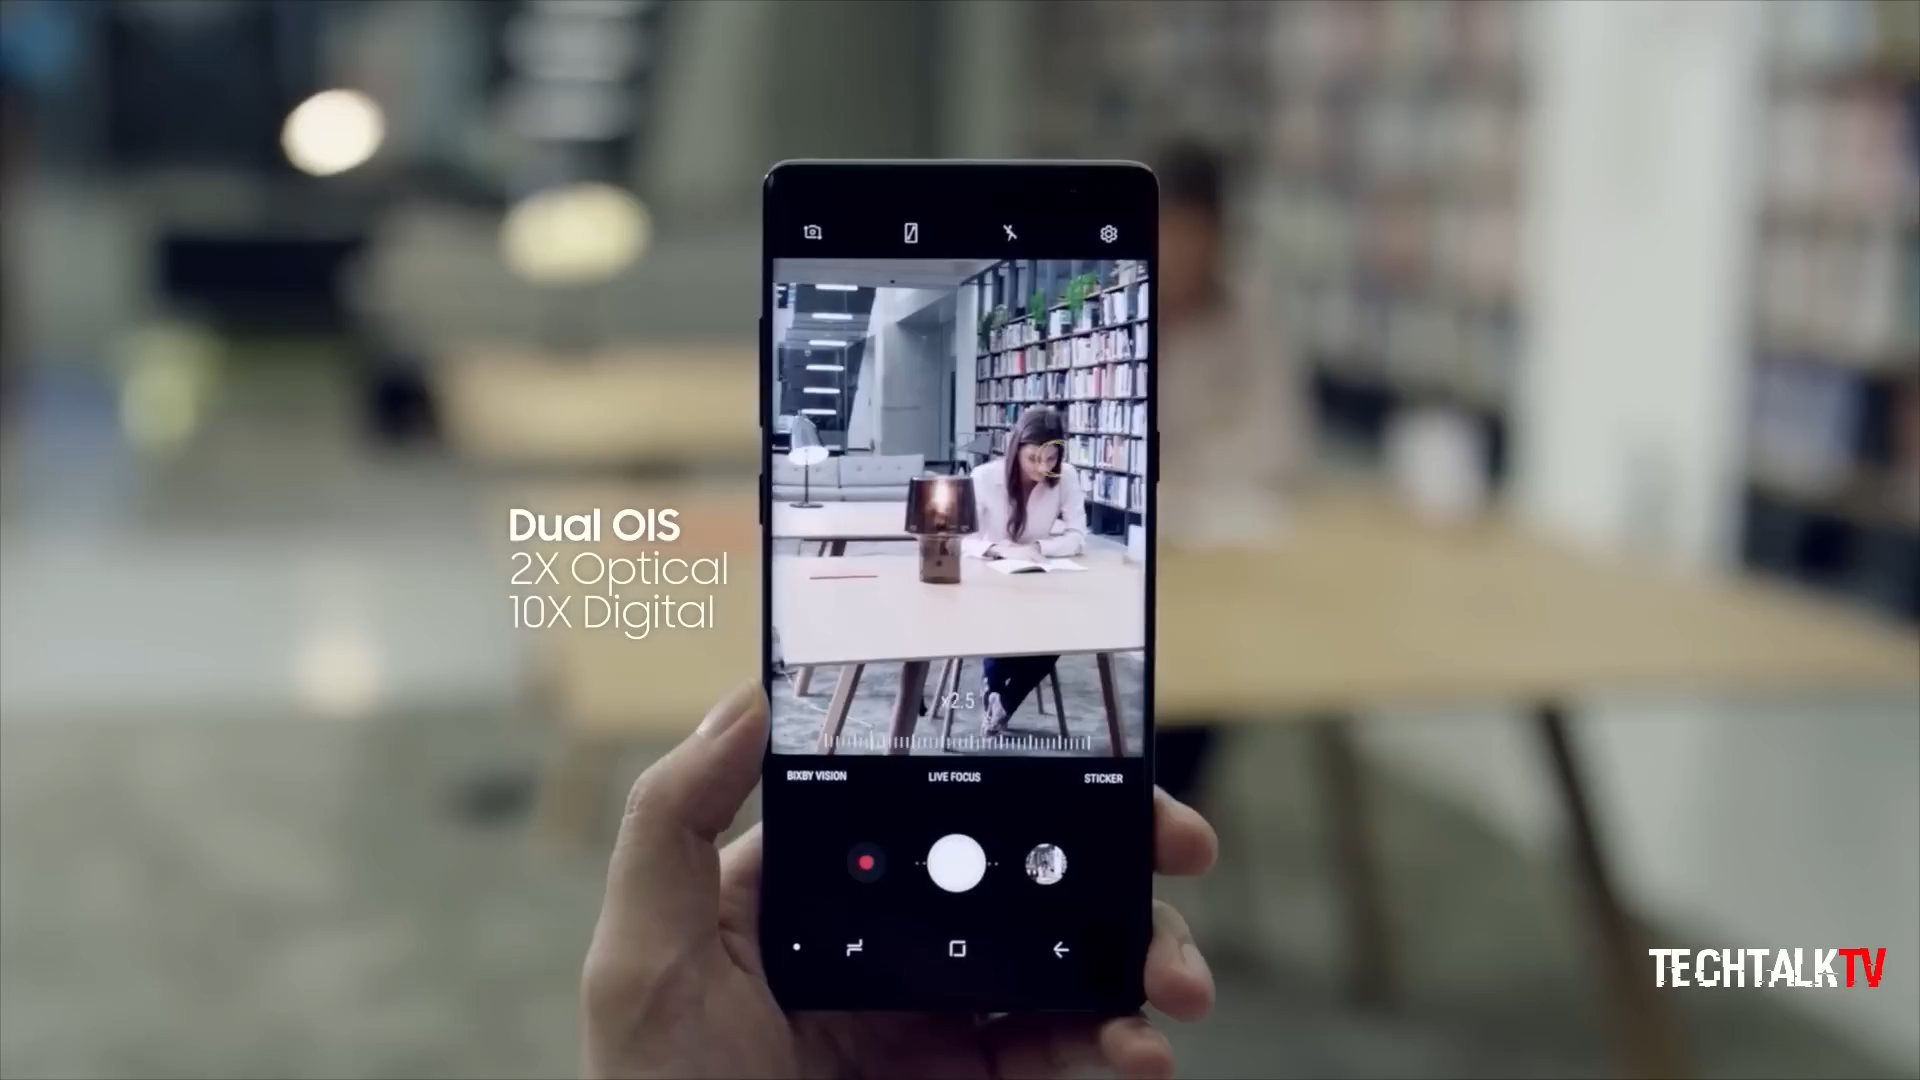 Dual OIS
2X Optical
10X Digital
x2.5
BIXBY VISION
LIVE FOCUS
STICKER
TECHTALKTV